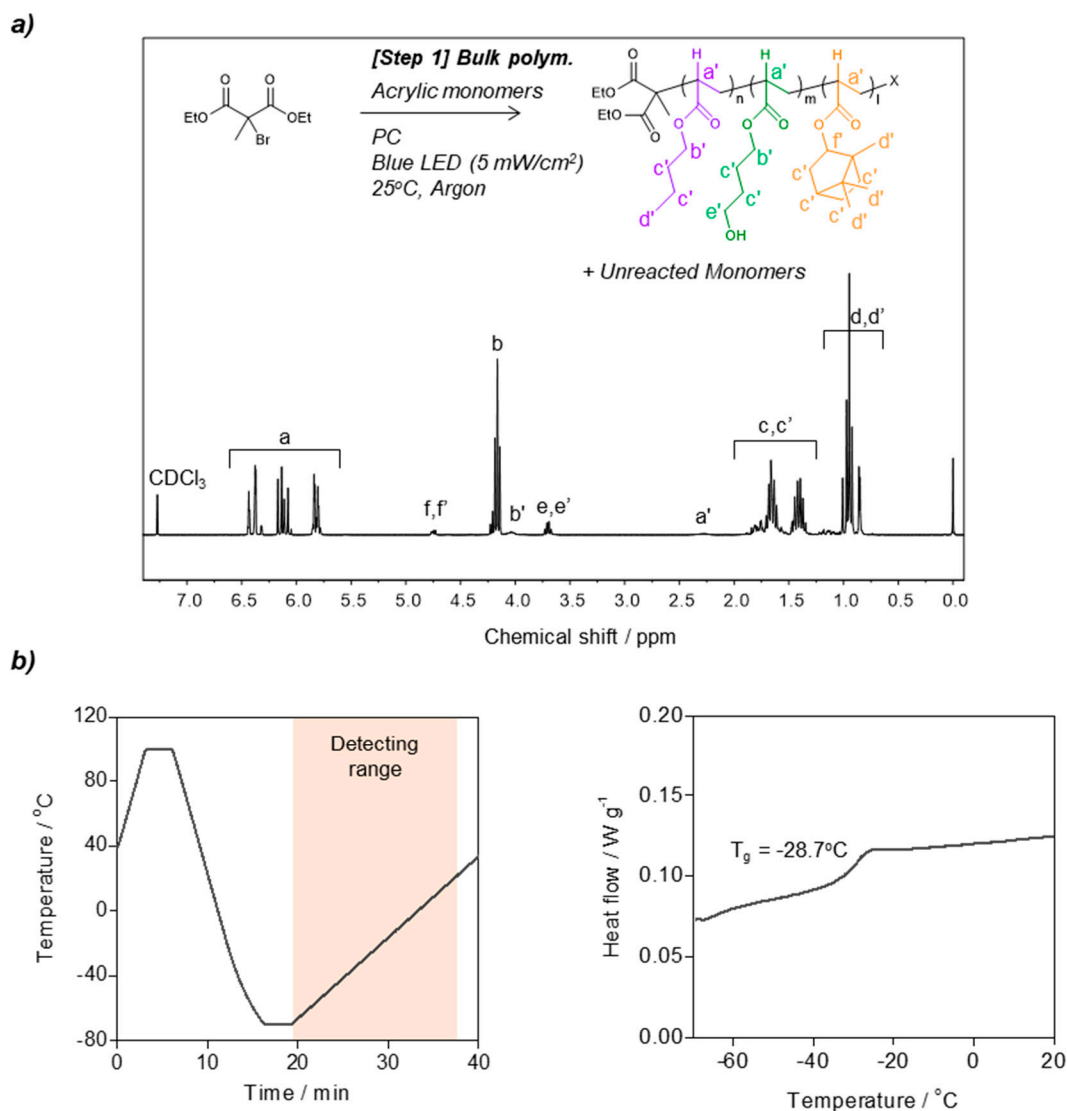 a)
[Step 1] Bulk polym.
Acrylic monomers
PC
Blue LED (5 mW/cm²)
25°C, Argon
O O
EtO OEt
Br
H H H
a' a' a'
n m l X
EtO O
EtO O
O O O O O O
b' b' f' d'
c' c' c' c'
c' c' c' c' d'
d' e' c' d'
OH
+ Unreacted Monomers
d,d'
b
c,c'
a
CDCl₃
f,f' b' e,e' a'
7.0 6.5 6.0 5.5 5.0 4.5 4.0 3.5 3.0 2.5 2.0 1.5 1.0 0.5 0.0
Chemical shift / ppm
b)
120
80
40
0
-40
-80
Temperature / °C
Detecting
range
0 10 20 30 40
Time / min
0.20
0.15
0.10
0.05
0.00
Heat flow / W g⁻¹
Tg = -28.7°C
-60 -40 -20 0 20
Temperature / °C